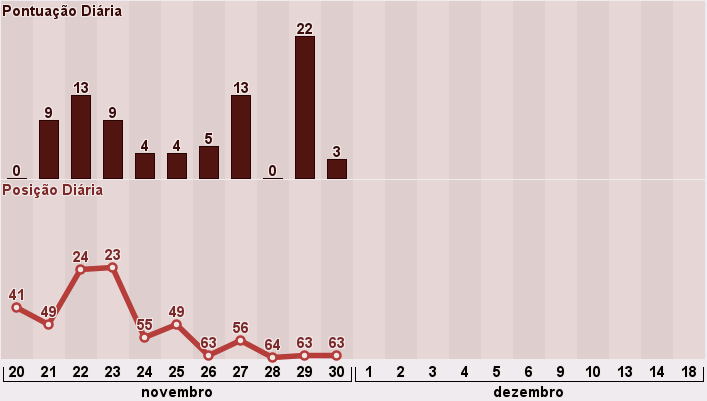 Pontuação Diária
0 9 13 9 4 4 5 13 0 22 3
Posição Diária
41 49 24 23 55 49 63 56 64 63 63
20 21 22 23 24 25 26 27 28 29 30 1 2 3 4 5 6 9 10 13 14 18
novembro dezembro